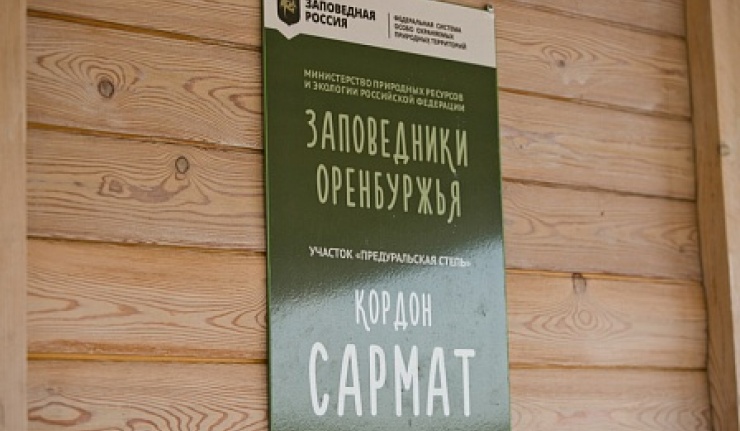 ЗАПОВЕДНАЯ
РОССИЯ
ФЕДЕРАЛЬНАЯ СИСТЕМА
ОСОБО ОХРАНЯЕМЫХ
ПРИРОДНЫХ ТЕРРИТОРИЙ
МИНИСТЕРСТВО ПРИРОДНЫХ РЕСУРСОВ
И ЭКОЛОГИИ РОССИЙСКОЙ ФЕДЕРАЦИИ
ЗАПОВЕДНИКИ
ОРЕНБУРЖЬЯ
УЧАСТОК «ПРЕДУРАЛЬСКАЯ СТЕПЬ»
КОРДОН
САРМАТ